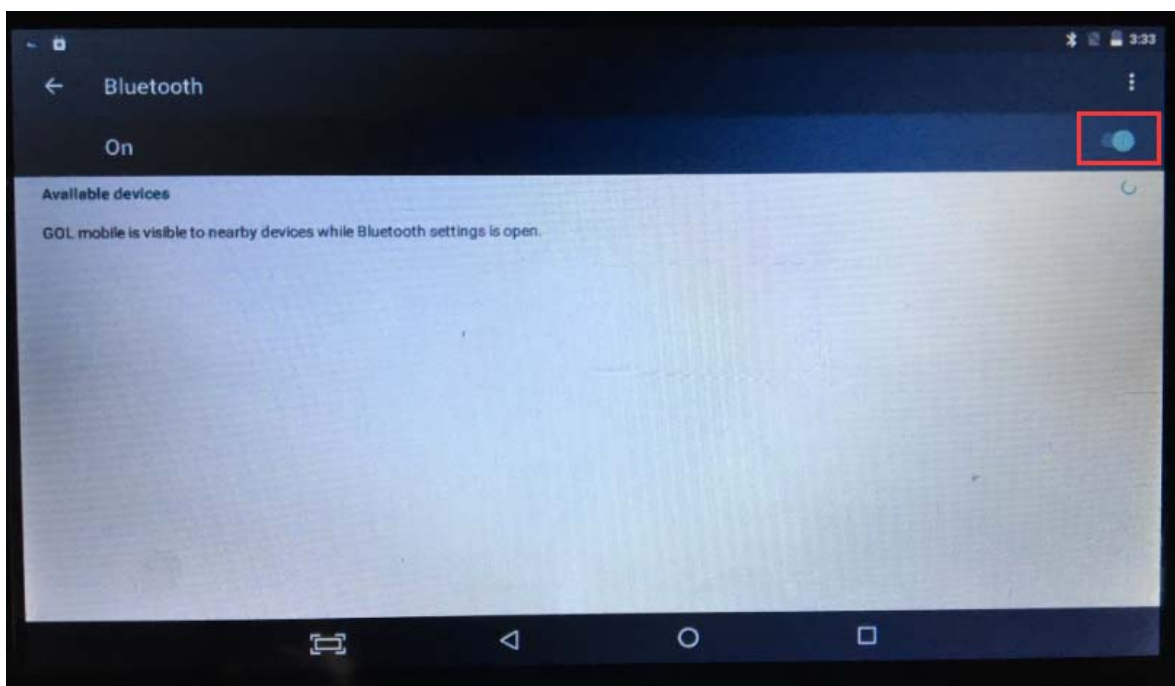 3:33
Bluetooth
On
Available devices
GOL mobile is visible to nearby devices while Bluetooth settings is open.